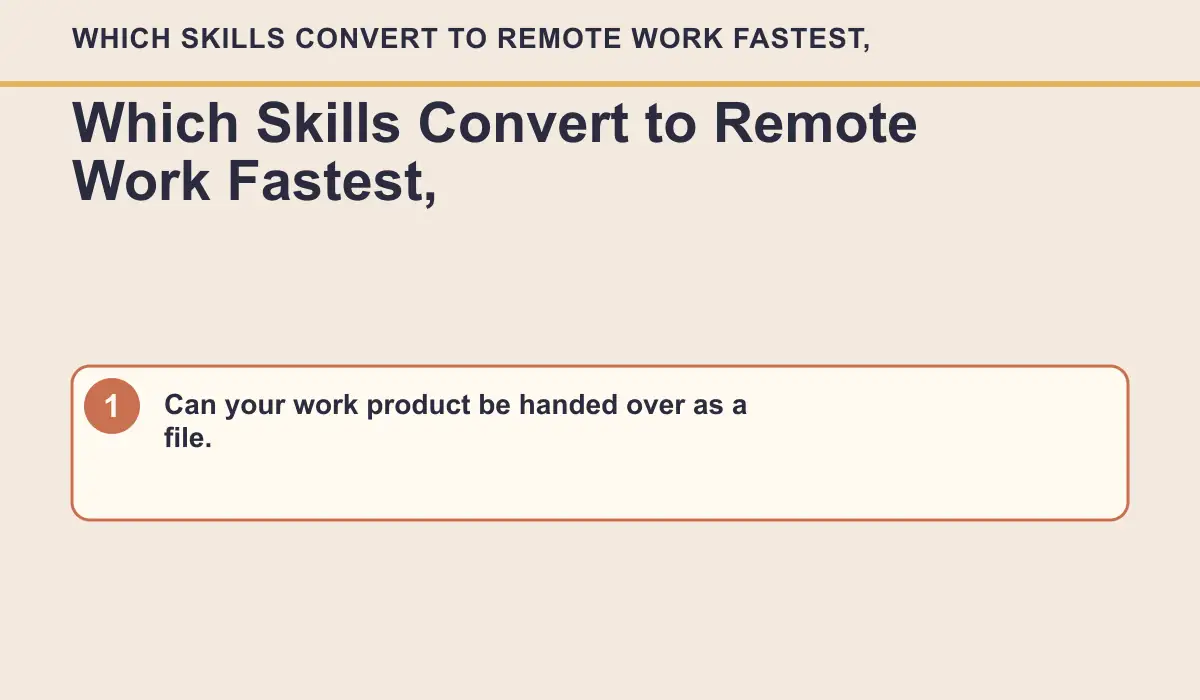 WHICH SKILLS CONVERT TO REMOTE WORK FASTEST,
Which Skills Convert to Remote
Work Fastest,
1
Can your work product be handed over as a
file.